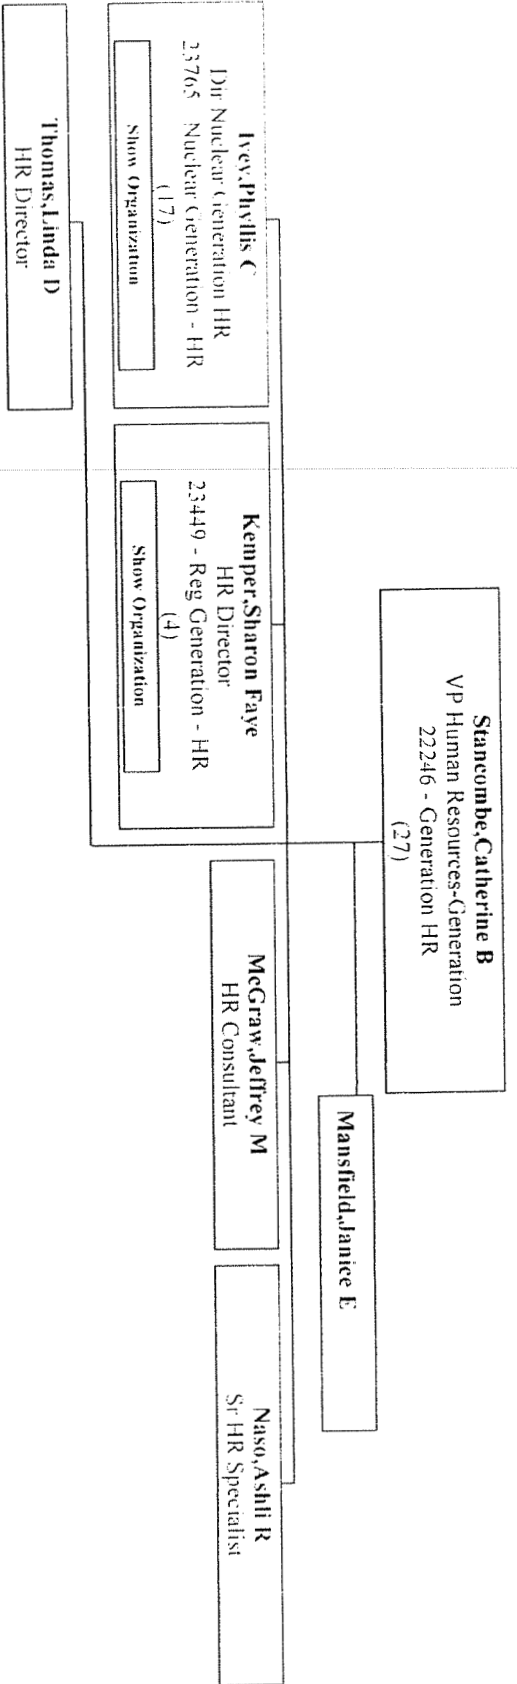 Stancombe,Catherine B
VP Human Resources-Generation
22246 - Generation HR
(27)
Mansfield,Janice E
Ivey,Phyllis C
Dir Nuclear Generation HR
23765 - Nuclear Generation - HR
(17)
Show Organization
Kemper,Sharon Faye
HR Director
23449 - Reg Generation - HR
(4)
Show Organization
McGraw,Jeffrey M
HR Consultant
Naso,Ashli R
Sr HR Specialist
Thomas,Linda D
HR Director